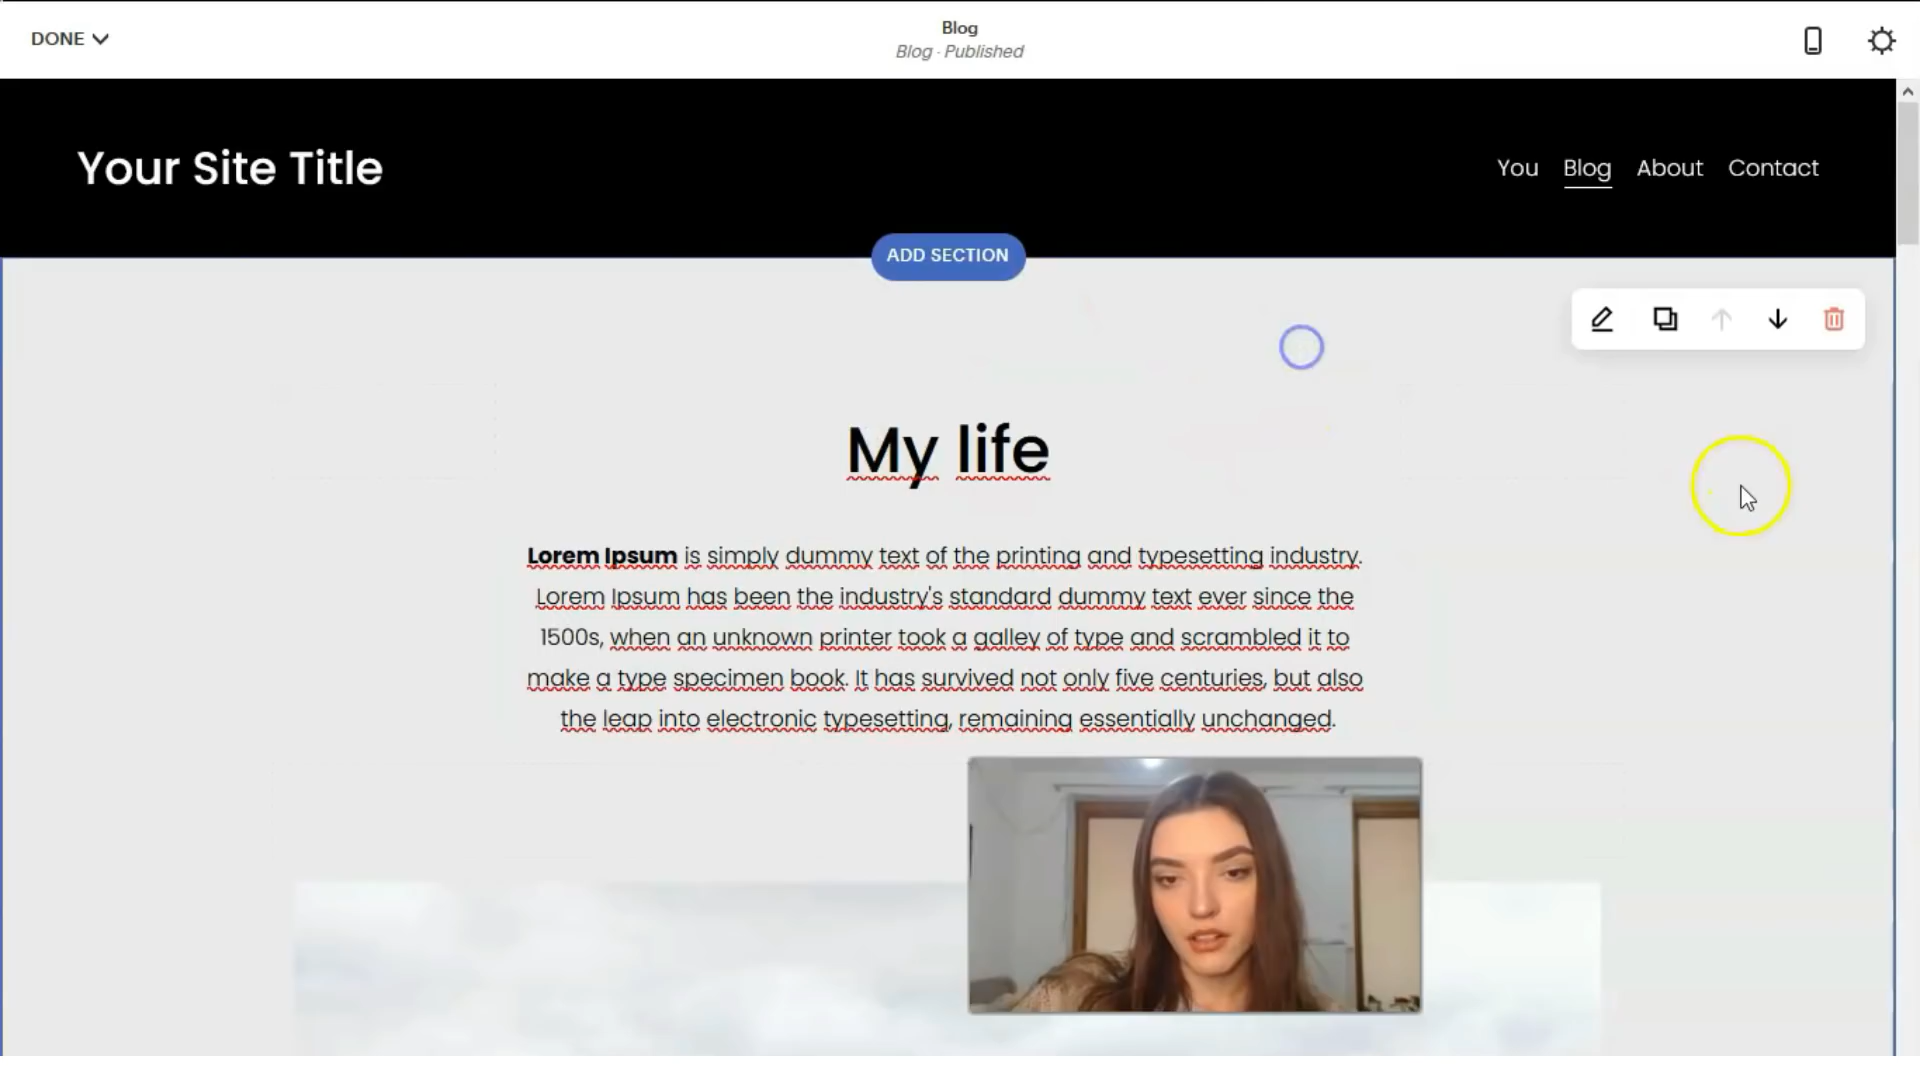 DONE
Blog
Blog · Published
Your Site Title
You Blog About Contact
ADD SECTION
My life
Lorem Ipsum is simply dummy text of the printing and typesetting industry.
Lorem Ipsum has been the industry's standard dummy text ever since the
1500s, when an unknown printer took a galley of type and scrambled it to
make a type specimen book. It has survived not only five centuries, but also
the leap into electronic typesetting, remaining essentially unchanged.